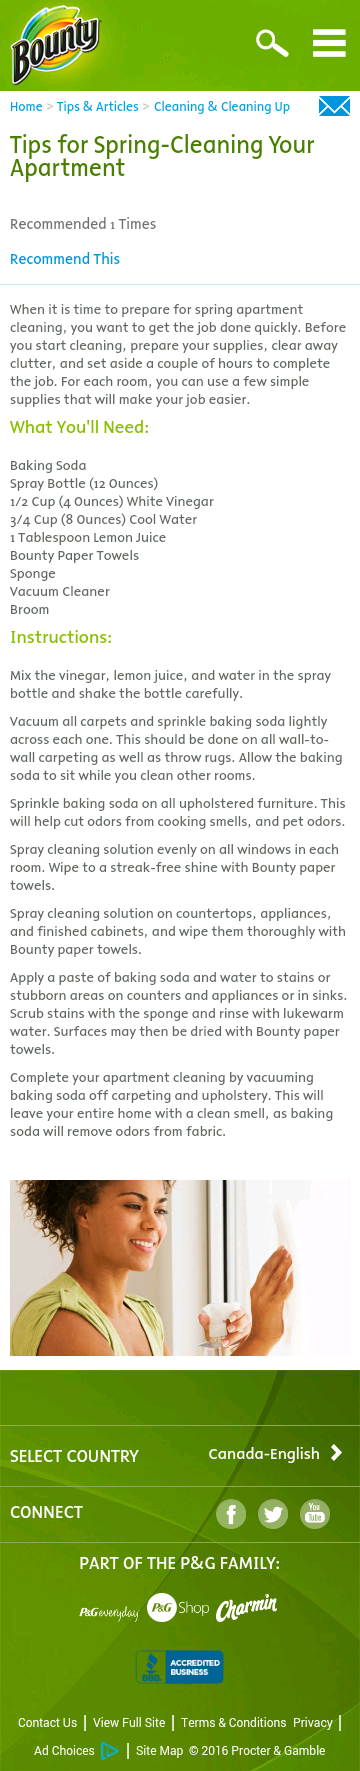 Bounty
Home > Tips & Articles > Cleaning & Cleaning Up
Tips for Spring-Cleaning Your
Apartment
Recommended 1 Times
Recommend This
When it is time to prepare for spring apartment
cleaning, you want to get the job done quickly. Before
you start cleaning, prepare your supplies, clear away
clutter, and set aside a couple of hours to complete
the job. For each room, you can use a few simple
supplies that will make your job easier.
What You'll Need:
Baking Soda
Spray Bottle (12 Ounces)
1/2 Cup (4 Ounces) White Vinegar
3/4 Cup (8 Ounces) Cool Water
1 Tablespoon Lemon Juice
Bounty Paper Towels
Sponge
Vacuum Cleaner
Broom
Instructions:
Mix the vinegar, lemon juice, and water in the spray
bottle and shake the bottle carefully.
Vacuum all carpets and sprinkle baking soda lightly
across each one. This should be done on all wall-to-
wall carpeting as well as throw rugs. Allow the baking
soda to sit while you clean other rooms.
Sprinkle baking soda on all upholstered furniture. This
will help cut odors from cooking smells, and pet odors.
Spray cleaning solution evenly on all windows in each
room. Wipe to a streak-free shine with Bounty paper
towels.
Spray cleaning solution on countertops, appliances,
and finished cabinets, and wipe them thoroughly with
Bounty paper towels.
Apply a paste of baking soda and water to stains or
stubborn areas on counters and appliances or in sinks.
Scrub stains with the sponge and rinse with lukewarm
water. Surfaces may then be dried with Bounty paper
towels.
Complete your apartment cleaning by vacuuming
baking soda off carpeting and upholstery. This will
leave your entire home with a clean smell, as baking
soda will remove odors from fabric.
SELECT COUNTRY Canada-English
CONNECT You Tube
PART OF THE P&G FAMILY:
P&G everyday P&G Shop Charmin
BBB ACCREDITED
BUSINESS
Contact Us | View Full Site | Terms & Conditions Privacy |
Ad Choices | Site Map © 2016 Procter & Gamble